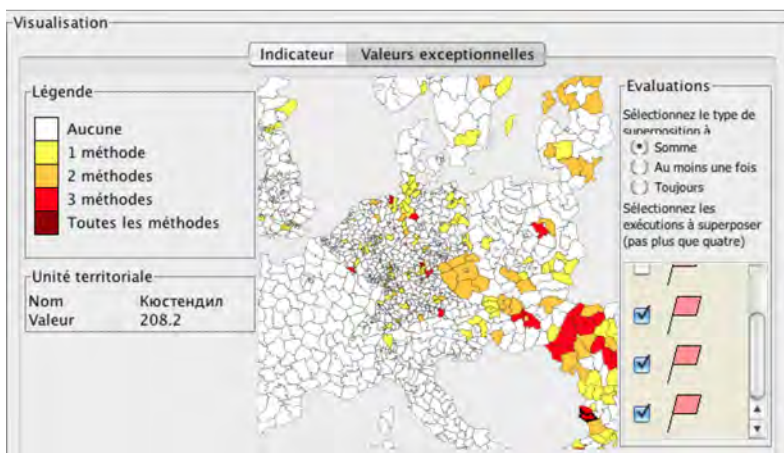 Visualisation
Indicateur Valeurs exceptionnelles
Légende
Aucune
1 méthode
2 méthodes
3 méthodes
Toutes les méthodes
Unité territoriale
Nom Кюстендил
Valeur 208.2
Evaluations
Sélectionnez le type de
superposition à
Somme
Au moins une fois
Toujours
Sélectionnez les
exécutions à superposer
(pas plus que quatre)